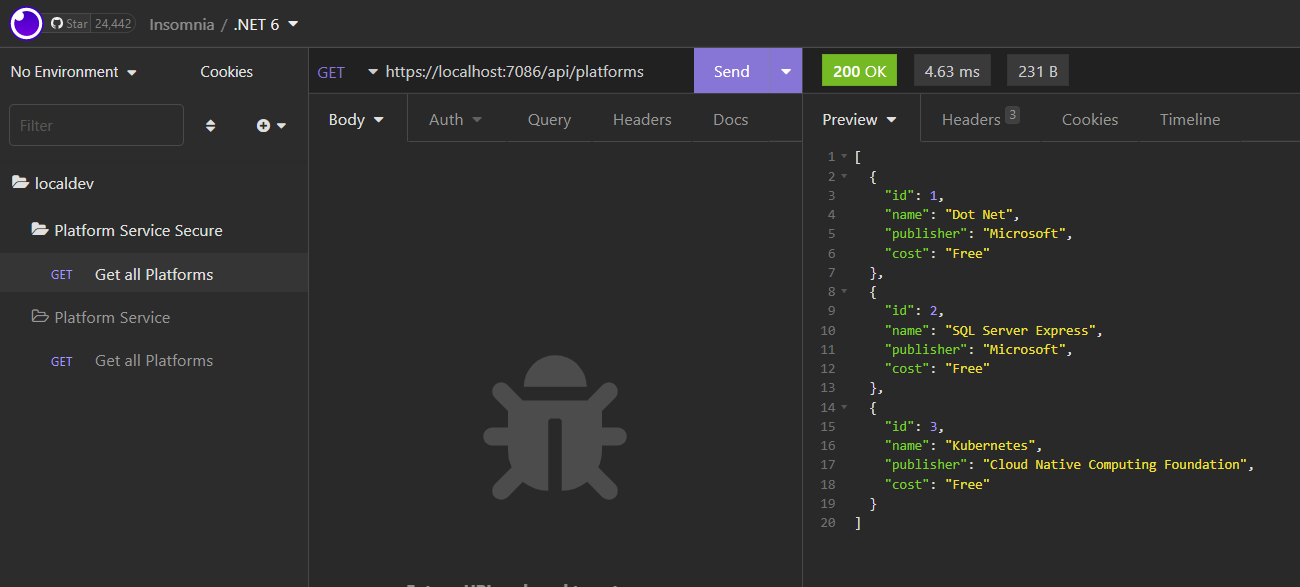 Star 24,442 Insomnia / .NET 6
No Environment Cookies
Filter
localdev
Platform Service Secure
GET Get all Platforms
Platform Service
GET Get all Platforms
GET https://localhost:7086/api/platforms Send
Body Auth Query Headers Docs
200 OK 4.63 ms 231 B
Preview Headers 3 Cookies Timeline
1 [
2 {
3 "id": 1,
4 "name": "Dot Net",
5 "publisher": "Microsoft",
6 "cost": "Free"
7 },
8 {
9 "id": 2,
10 "name": "SQL Server Express",
11 "publisher": "Microsoft",
12 "cost": "Free"
13 },
14 {
15 "id": 3,
16 "name": "Kubernetes",
17 "publisher": "Cloud Native Computing Foundation",
18 "cost": "Free"
19 }
20 ]